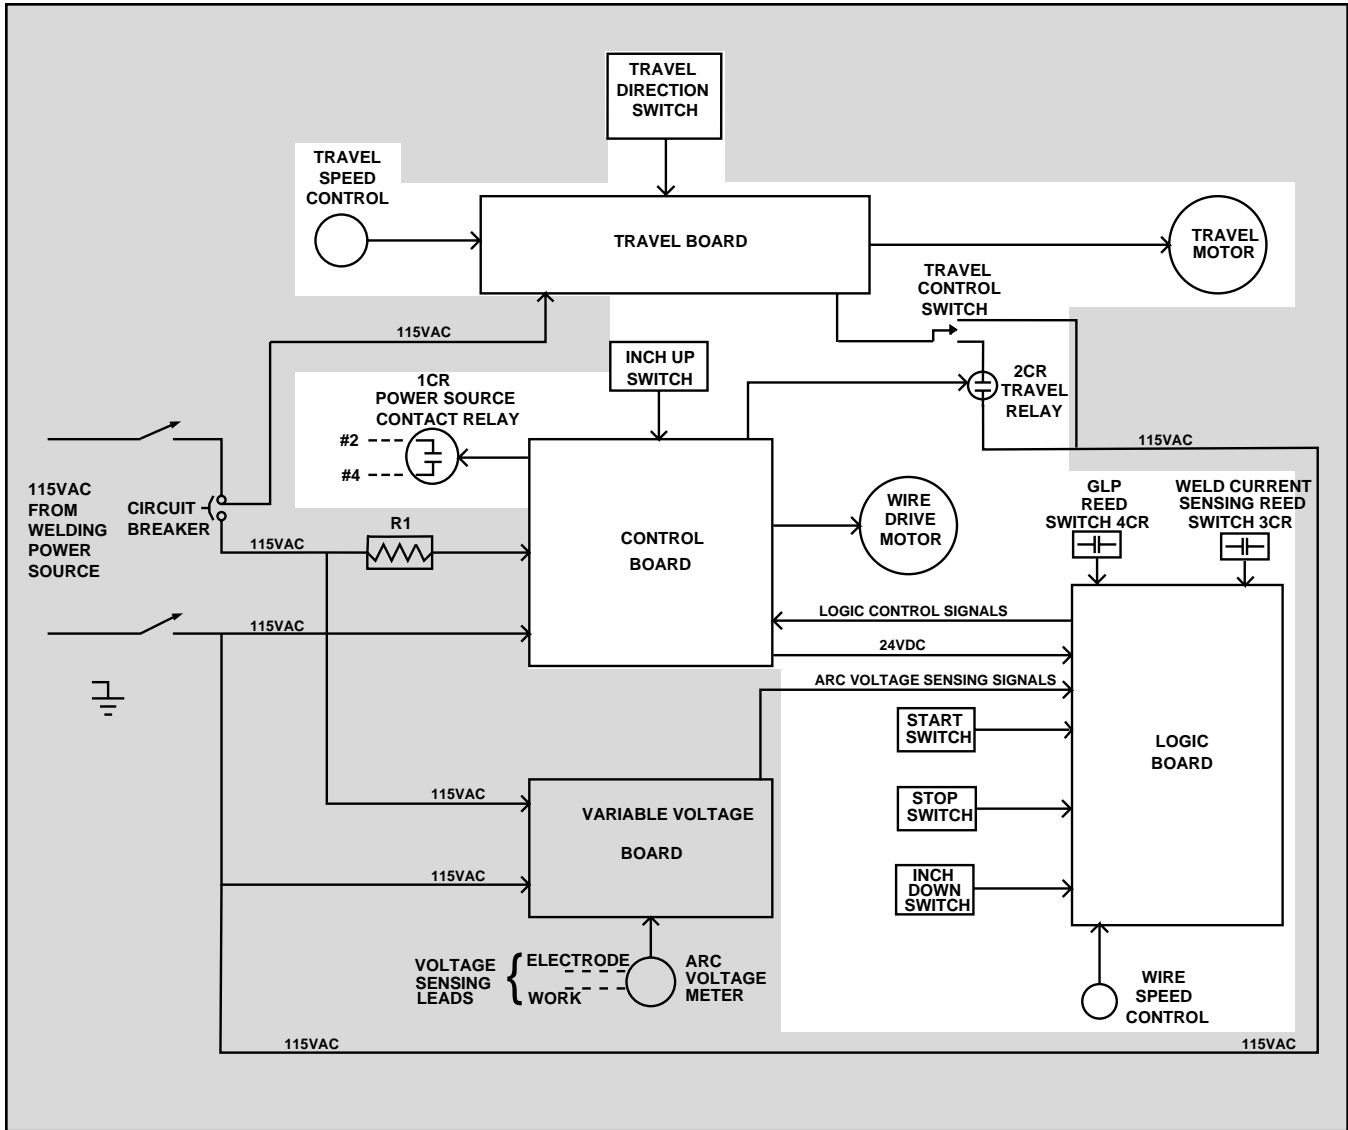 TRAVEL
DIRECTION
SWITCH
TRAVEL
SPEED
CONTROL
TRAVEL BOARD
TRAVEL
MOTOR
TRAVEL
CONTROL
SWITCH
115VAC
INCH UP
SWITCH
1CR
POWER SOURCE
CONTACT RELAY
#2
#4
2CR
TRAVEL
RELAY
115VAC
115VAC
FROM
WELDING
POWER
SOURCE
CIRCUIT
BREAKER
R1
115VAC
CONTROL
BOARD
WIRE
DRIVE
MOTOR
GLP
REED
SWITCH 4CR
WELD CURRENT
SENSING REED
SWITCH 3CR
115VAC
LOGIC CONTROL SIGNALS
24VDC
ARC VOLTAGE SENSING SIGNALS
START
SWITCH
LOGIC
BOARD
STOP
SWITCH
115VAC
VARIABLE VOLTAGE
BOARD
115VAC
INCH
DOWN
SWITCH
VOLTAGE
SENSING
LEADS
{
ELECTRODE
WORK
ARC
VOLTAGE
METER
WIRE
SPEED
CONTROL
115VAC
115VAC